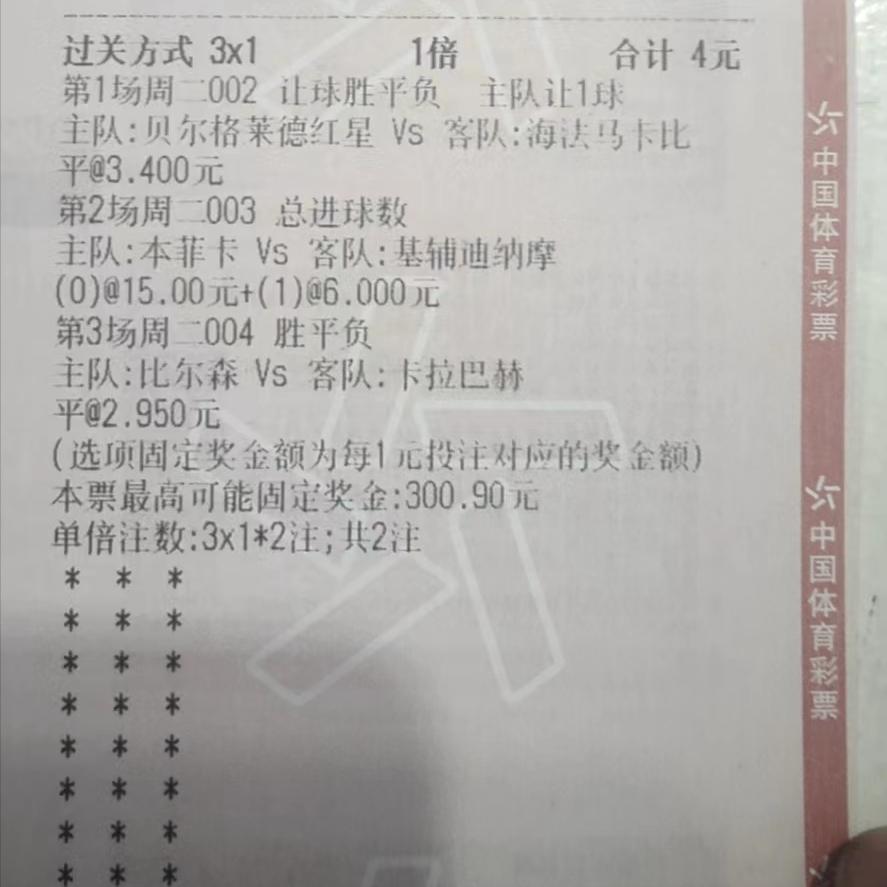 过关方式 3x1 1倍 合计 4元
第1场周二002 让球胜平负 主队让1球
主队:贝尔格莱德红星 Vs 客队:海法马卡比
平@3.400元
第2场周二003 总进球数
主队:本菲卡 Vs 客队:基辅迪纳摩
(0)@15.00元+(1)@6.000元
第3场周二004 胜平负
主队:比尔森 Vs 客队:卡拉巴赫
平@2.950元
(选项固定奖金额为每1元投注对应的奖金额)
本票最高可能固定奖金:300.90元
单倍注数:3x1*2注;共2注
* * *
* * *
* * *
* * *
* * *
* * *
* * *
* * *
中国体育彩票
中国体育彩票